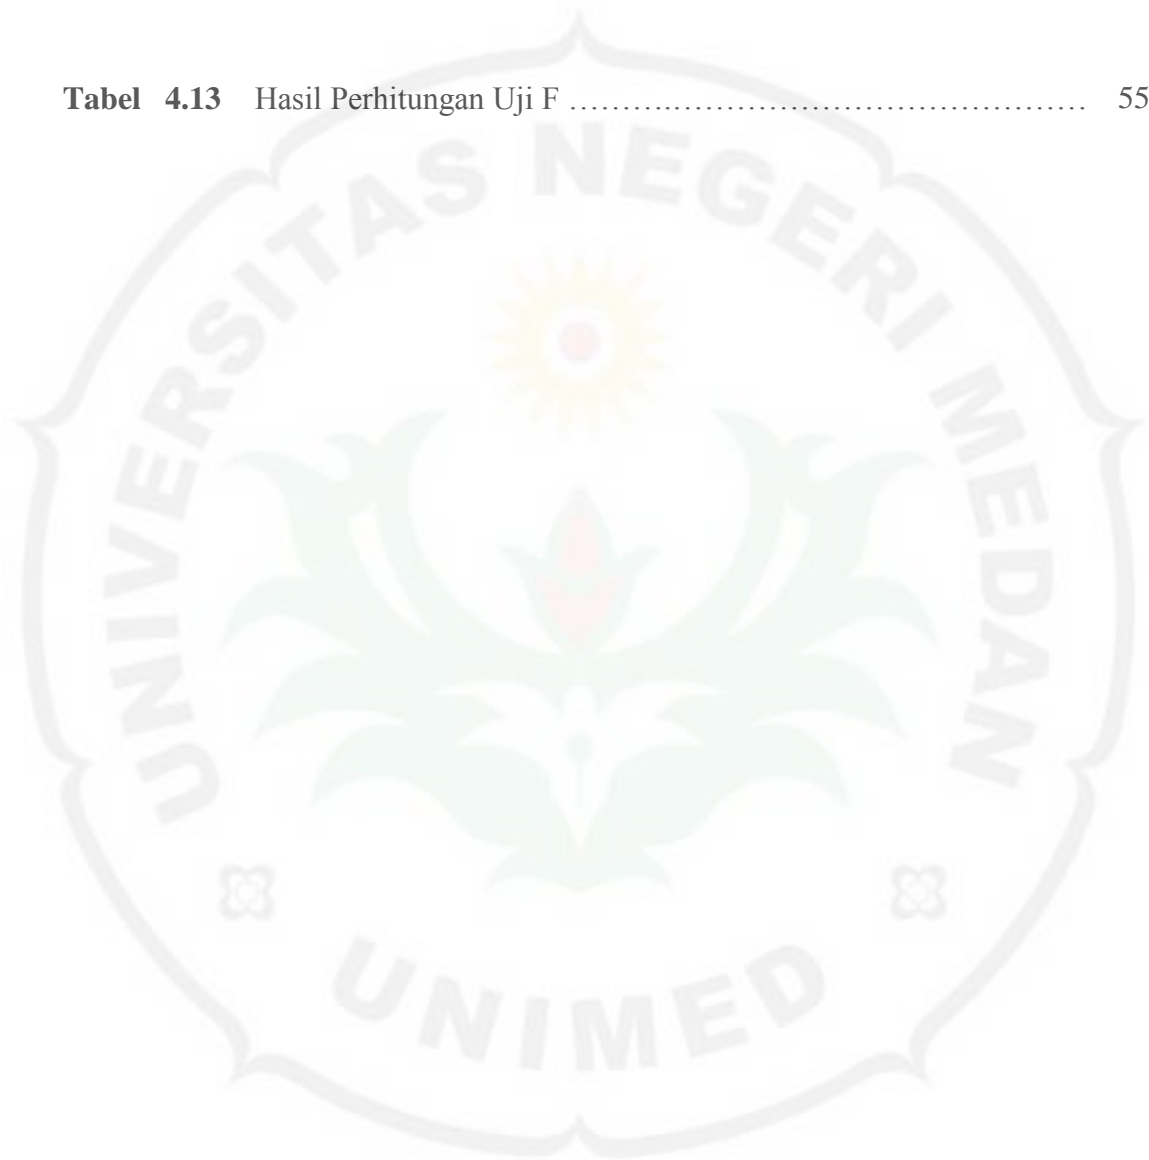 Tabel 4.13 Hasil Perhitungan Uji F ………..…………………………………… 55
UNIVERSITAS NEGERI MEDAN
UNIMED